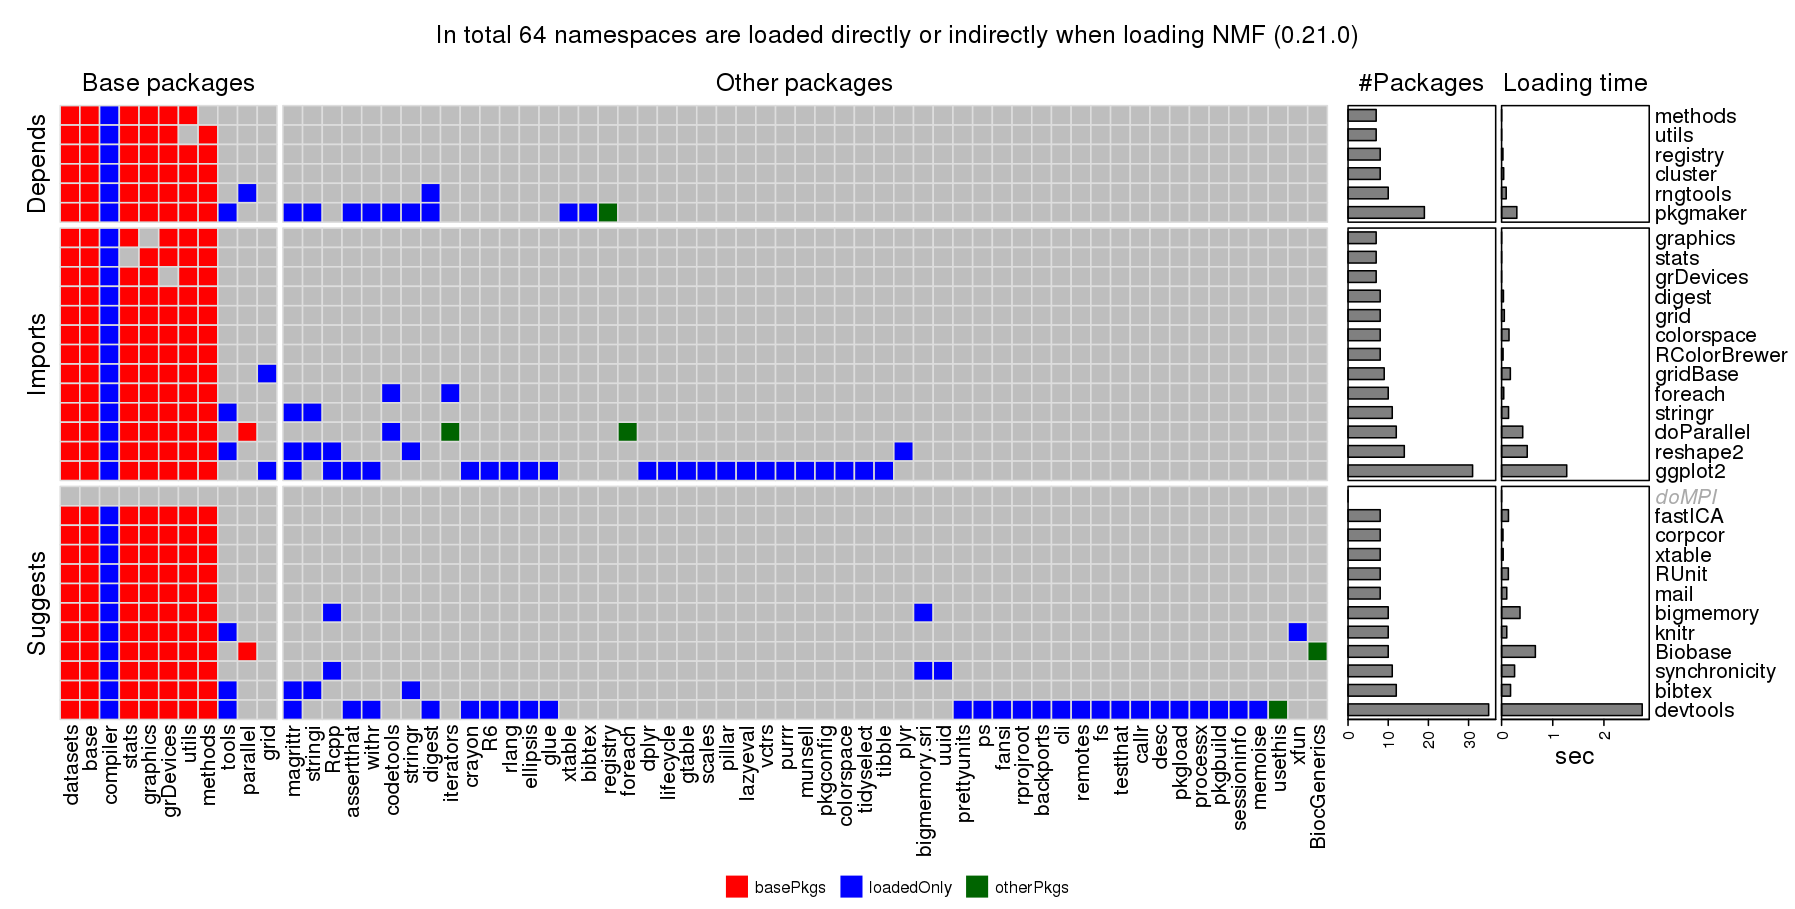 In total 64 namespaces are loaded directly or indirectly when loading NMF (0.21.0)
Base packages
Other packages
#Packages
Loading time
Depends
methods
utils
registry
cluster
rngtools
pkgmaker
Imports
graphics
stats
grDevices
digest
grid
colorspace
RColorBrewer
gridBase
foreach
stringr
doParallel
reshape2
ggplot2
Suggests
doMPI
fastICA
corpcor
xtable
RUnit
mail
bigmemory
knitr
Biobase
synchronicity
bibtex
devtools
datasets
base
compiler
stats
graphics
grDevices
utils
methods
tools
parallel
grid
magrittr
stringi
Rcpp
assertthat
withr
codetools
stringr
digest
iterators
crayon
R6
rlang
ellipsis
glue
xtable
bibtex
registry
foreach
dplyr
lifecycle
gtable
scales
pillar
lazyeval
vctrs
purrr
munsell
pkgconfig
colorspace
tidyselect
tibble
plyr
bigmemory.sri
uuid
prettyunits
ps
fansi
rprojroot
backports
cli
remotes
fs
testthat
callr
desc
pkgload
processx
pkgbuild
sessioninfo
memoise
usethis
xfun
BiocGenerics
0
10
20
30
0
1
2
sec
basePkgs
loadedOnly
otherPkgs